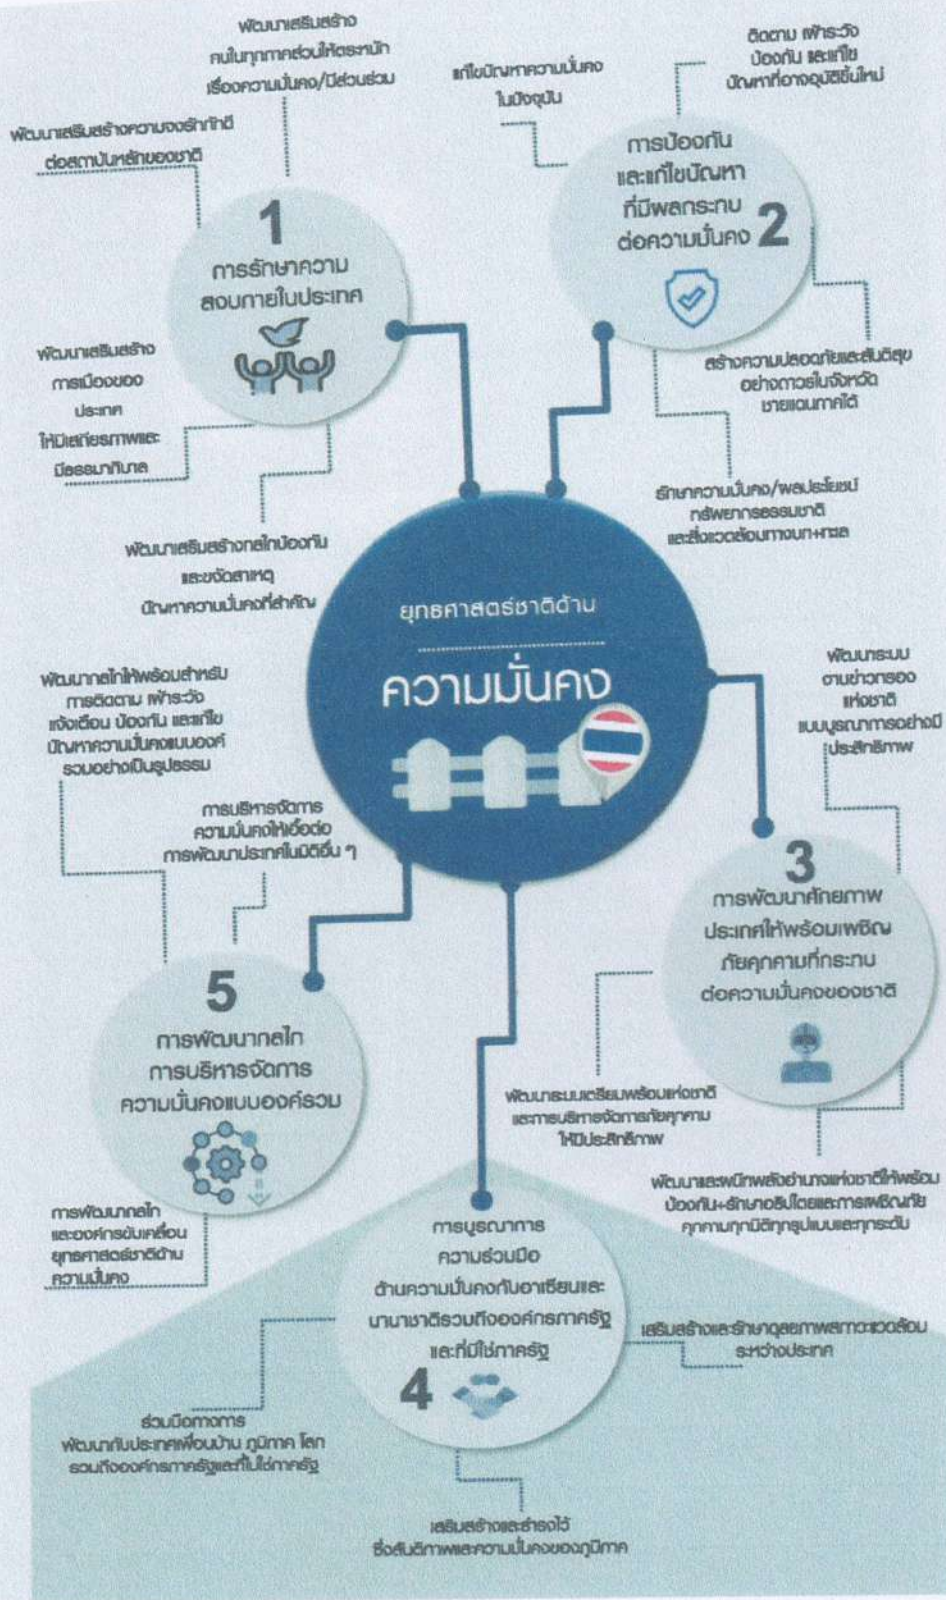 พัฒนาเสริมสร้าง
คนในทุกภาคส่วนให้ตระหนัก
เรื่องความมั่นคง/มีส่วนร่วม
พัฒนาเสริมสร้างความจงรักภักดี
ต่อสถาบันหลักของชาติ
1
การรักษาความ
สงบภายในประเทศ
พัฒนาเสริมสร้าง
การเมืองของ
ประเทศ
ให้มีเสถียรภาพและ
มีธรรมาภิบาล
พัฒนาเสริมสร้างกลไกป้องกัน
และขจัดสาเหตุ
ปัญหาความมั่นคงที่สำคัญ
แก้ไขปัญหาความมั่นคง
ในปัจจุบัน
ติดตาม เฝ้าระวัง
ป้องกัน และแก้ไข
ปัญหาที่อาจอุบัติขึ้นใหม่
การป้องกัน
และแก้ไขปัญหา
ที่มีผลกระทบ
ต่อความมั่นคง 2
สร้างความปลอดภัยและสันติสุข
อย่างถาวรในจังหวัด
ชายแดนภาคใต้
รักษาความมั่นคง/ผลประโยชน์
ทรัพยากรธรรมชาติ
และสิ่งแวดล้อมทางบก+ทะเล
ยุทธศาสตร์ชาติด้าน
ความมั่นคง
พัฒนาระบบ
งานข่าวกรอง
แห่งชาติ
แบบบูรณาการอย่างมี
ประสิทธิภาพ
3
การพัฒนาศักยภาพ
ประเทศให้พร้อมเผชิญ
ภัยคุกคามที่กระทบ
ต่อความมั่นคงของชาติ
พัฒนาระบบเตรียมพร้อมแห่งชาติ
และการบริหารจัดการภัยคุกคาม
ให้มีประสิทธิภาพ
พัฒนาและผนึกพลังอำนาจแห่งชาติให้พร้อม
ป้องกัน+รักษาอธิปไตยและการเผชิญภัย
คุกคามทุกมิติทุกรูปแบบและทุกระดับ
พัฒนากลไกให้พร้อมสำหรับ
การติดตาม เฝ้าระวัง
แจ้งเตือน ป้องกัน และแก้ไข
ปัญหาความมั่นคงแบบองค์
รวมอย่างเป็นรูปธรรม
การบริหารจัดการ
ความมั่นคงให้เอื้อต่อ
การพัฒนาประเทศในมิติอื่น ๆ
5
การพัฒนากลไก
การบริหารจัดการ
ความมั่นคงแบบองค์รวม
การพัฒนากลไก
และองค์กรขับเคลื่อน
ยุทธศาสตร์ชาติด้าน
ความมั่นคง
การบูรณาการ
ความร่วมมือ
ด้านความมั่นคงกับอาเซียนและ
นานาชาติรวมถึงองค์กรภาครัฐ
และที่มิใช่ภาครัฐ
4
เสริมสร้างและรักษาดุลยภาพสภาวะแวดล้อม
ระหว่างประเทศ
ร่วมมือทางการ
พัฒนากับประเทศเพื่อนบ้าน ภูมิภาค โลก
รวมถึงองค์กรภาครัฐและที่ไม่ใช่ภาครัฐ
เสริมสร้างและธำรงไว้
ซึ่งสันติภาพและความมั่นคงของภูมิภาค